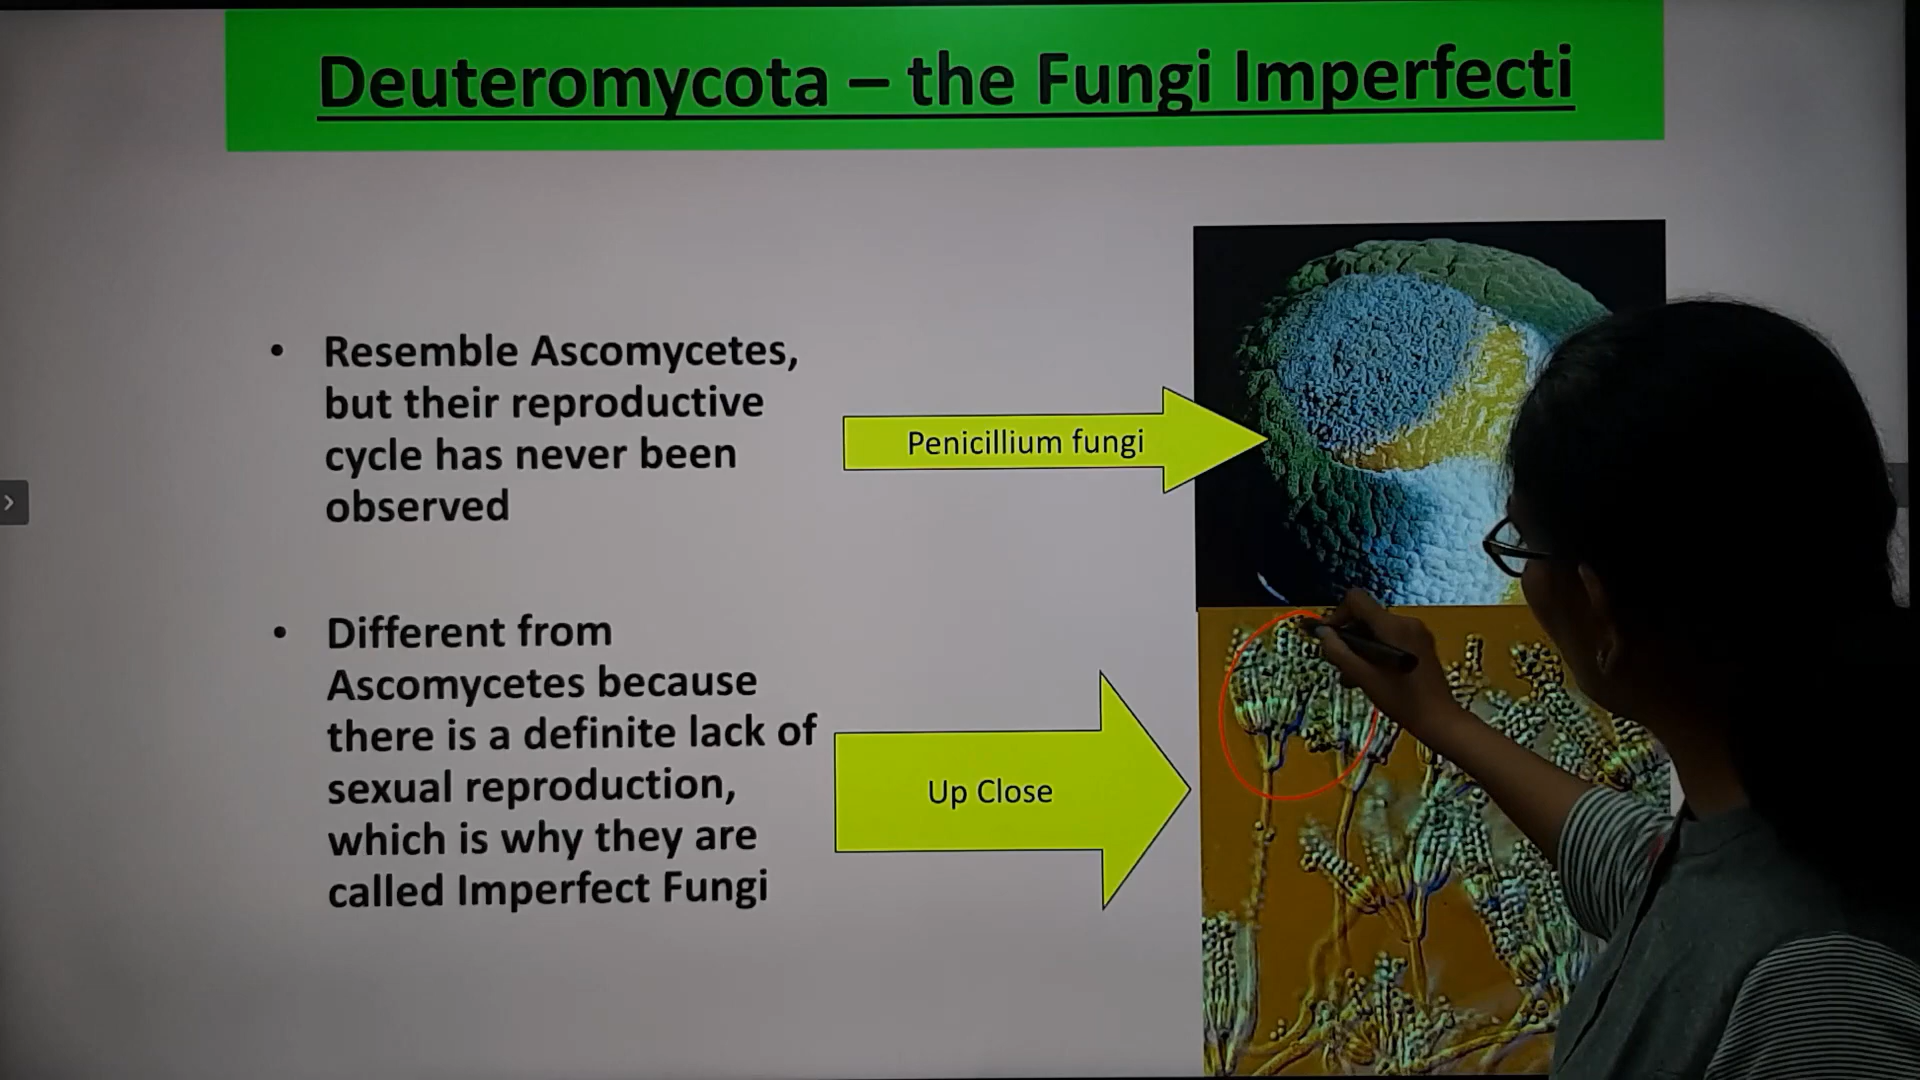 Deuteromycota – the Fungi Imperfecti
• Resemble Ascomycetes,
but their reproductive
cycle has never been
observed
Penicillium fungi
• Different from
Ascomycetes because
there is a definite lack of
sexual reproduction,
which is why they are
called Imperfect Fungi
Up Close